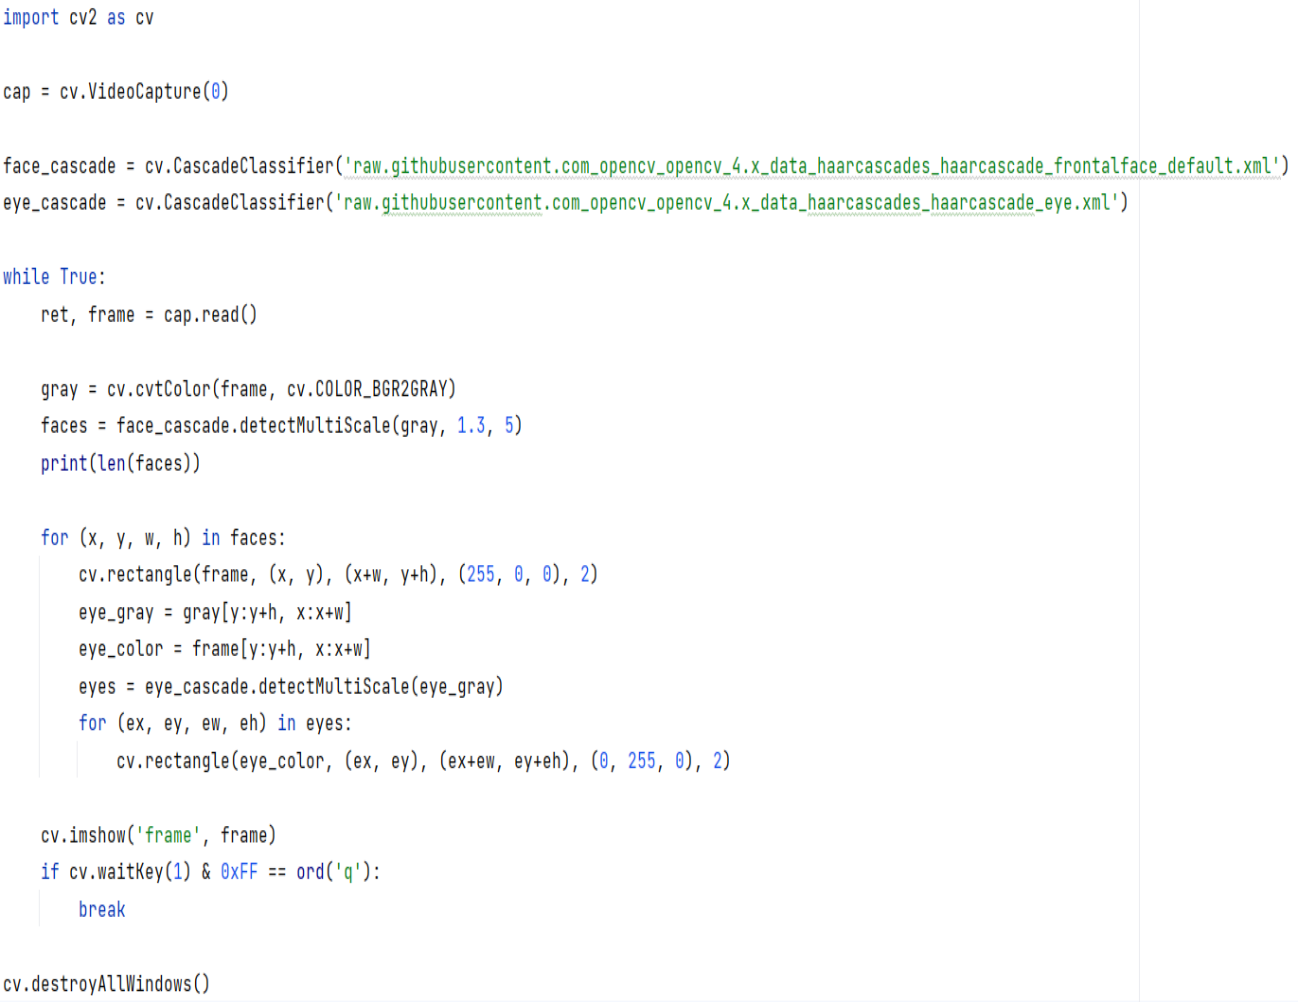 import cv2 as cv
cap = cv.VideoCapture(0)
face_cascade = cv.CascadeClassifier('raw.githubusercontent.com_opencv_opencv_4.x_data_haarcascades_haarcascade_frontalface_default.xml')
eye_cascade = cv.CascadeClassifier('raw.githubusercontent.com_opencv_opencv_4.x_data_haarcascades_haarcascade_eye.xml')
while True:
    ret, frame = cap.read()
    gray = cv.cvtColor(frame, cv.COLOR_BGR2GRAY)
    faces = face_cascade.detectMultiScale(gray, 1.3, 5)
    print(len(faces))
    for (x, y, w, h) in faces:
        cv.rectangle(frame, (x, y), (x+w, y+h), (255, 0, 0), 2)
        eye_gray = gray[y:y+h, x:x+w]
        eye_color = frame[y:y+h, x:x+w]
        eyes = eye_cascade.detectMultiScale(eye_gray)
        for (ex, ey, ew, eh) in eyes:
            cv.rectangle(eye_color, (ex, ey), (ex+ew, ey+eh), (0, 255, 0), 2)
    cv.imshow('frame', frame)
    if cv.waitKey(1) & 0xFF == ord('q'):
        break
cv.destroyAllWindows()